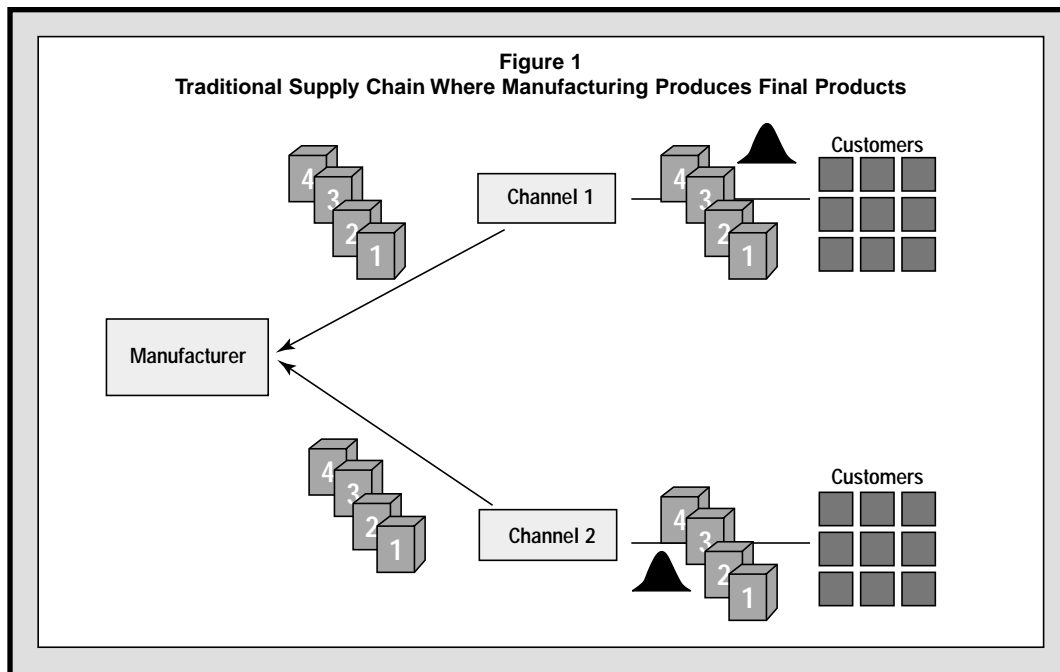 Figure 1
Traditional Supply Chain Where Manufacturing Produces Final Products
4
3
2
1
Channel 1
4
3
2
1
Customers
Manufacturer
4
3
2
1
Channel 2
4
3
2
1
Customers